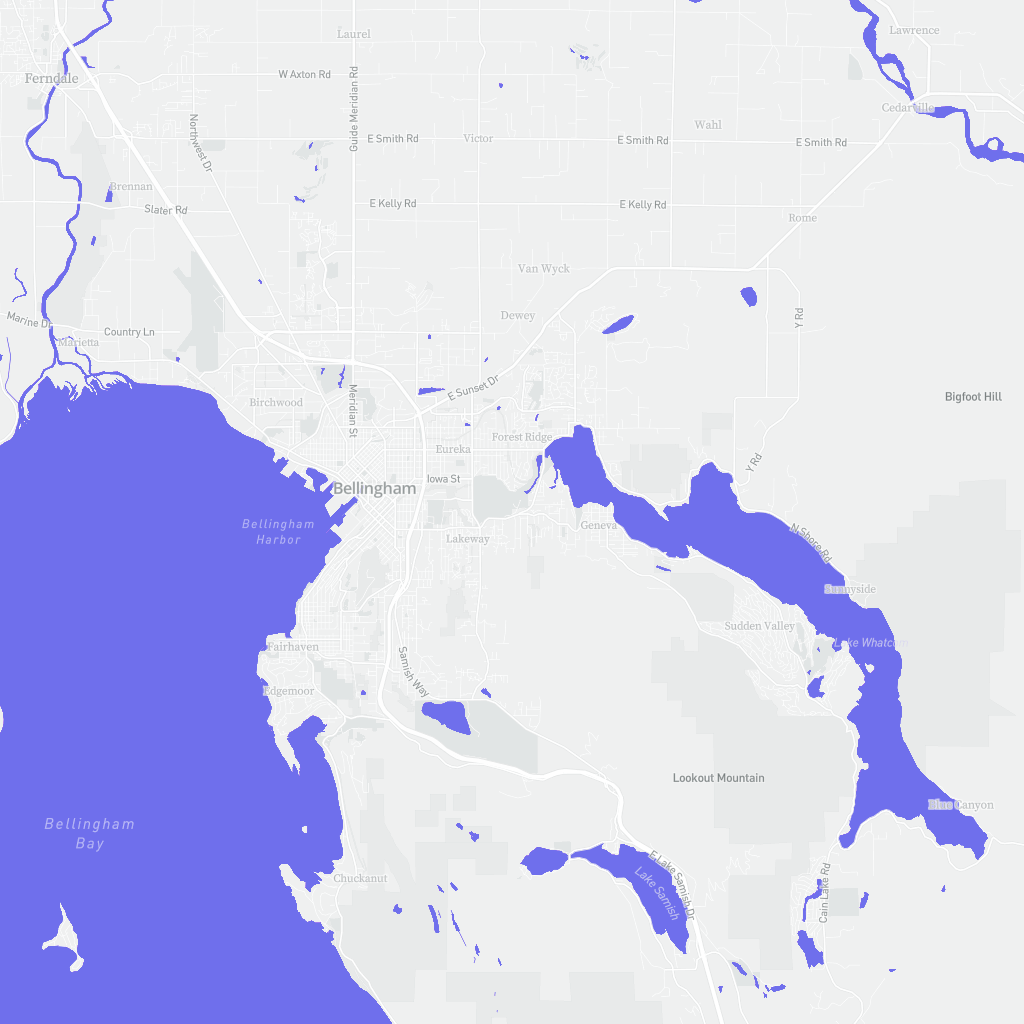 Lawrence
Laurel
W Axton Rd
Ferndale
Guide Meridian Rd
Cedarville
Northwest Dr
E Smith Rd
Victor
Wahl
E Smith Rd
E Smith Rd
Brennan
Slater Rd
E Kelly Rd
E Kelly Rd
Rome
Van Wyck
Marine Dr
Country Ln
Dewey
Y Rd
Marietta
E Sunset Dr
Birchwood
Meridian St
Bigfoot Hill
Forest Ridge
Eureka
Y Rd
Iowa St
Bellingham
Bellingham
Harbor
Lakeway
Geneva
N Shore Rd
Sunnyside
Sudden Valley
Lake Whatcom
Fairhaven
Samish Way
Edgemoor
Lookout Mountain
Blue Canyon
Bellingham
Bay
E Lake Samish Dr
Lake Samish
Chuckanut
Cain Lake Rd